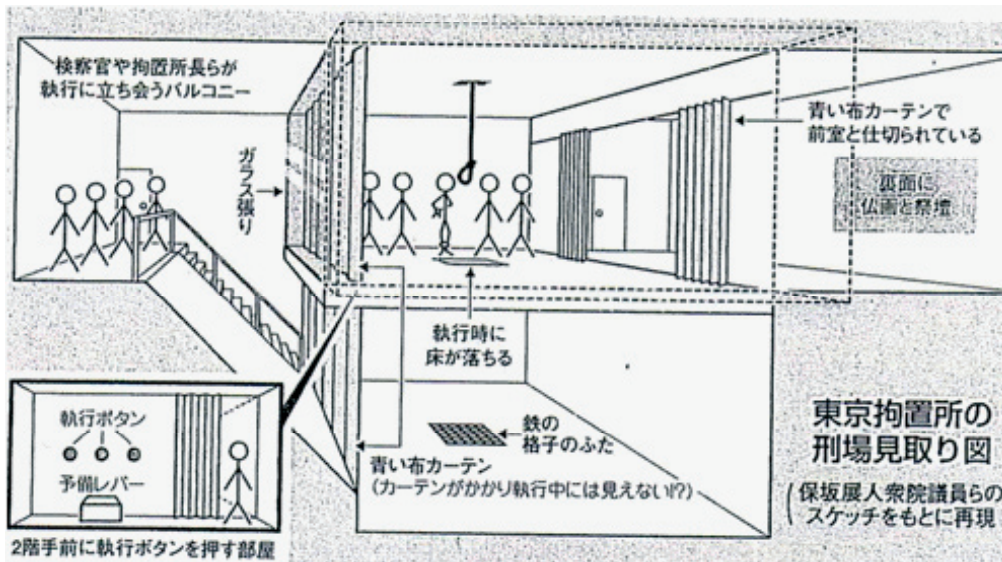 検察官や拘置所長らが
執行に立ち会うバルコニー
ガラス張り
青い布カーテンで
前室と仕切られている
裏面に
仏画と祭壇
執行時に
床が落ちる
鉄の
格子のふた
青い布カーテン
(カーテンがかかり執行中には見えない!?)
執行ボタン
予備レバー
2階手前に執行ボタンを押す部屋
東京拘置所の
刑場見取り図
(保坂展人衆院議員らの
スケッチをもとに再現